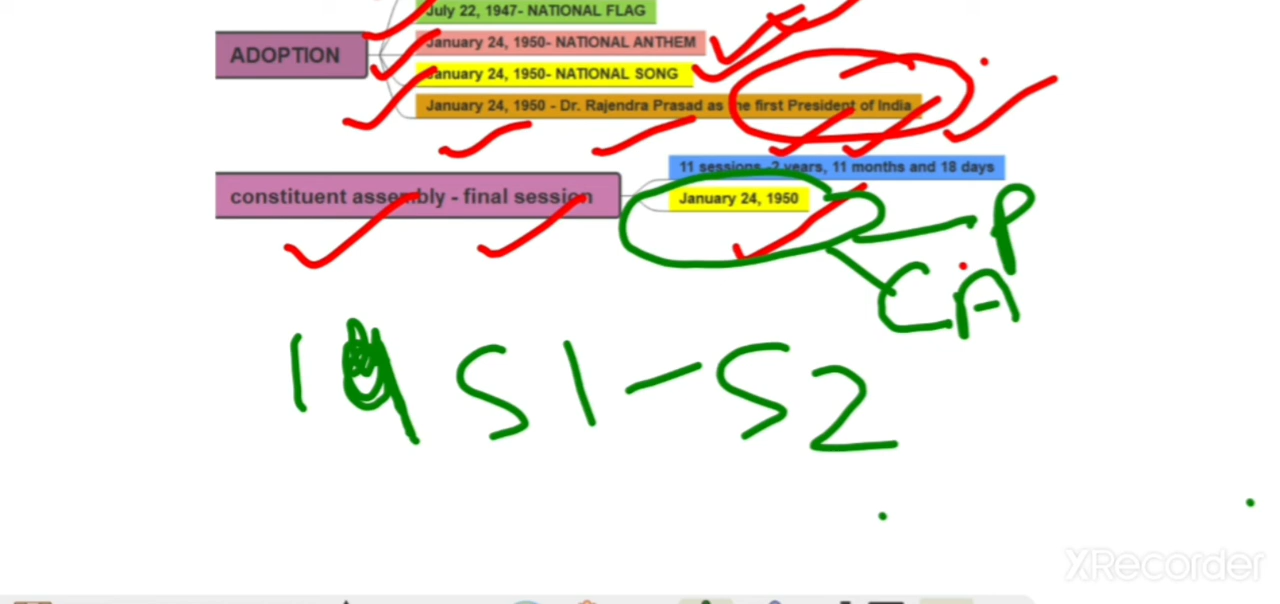 July 22, 1947- NATIONAL FLAG
ADOPTION
January 24, 1950- NATIONAL ANTHEM
January 24, 1950- NATIONAL SONG
January 24, 1950 - Dr. Rajendra Prasad as the first President of India
11 sessions -2 years, 11 months and 18 days
constituent assembly - final session
January 24, 1950
P
CA
1951-52
XRecorder